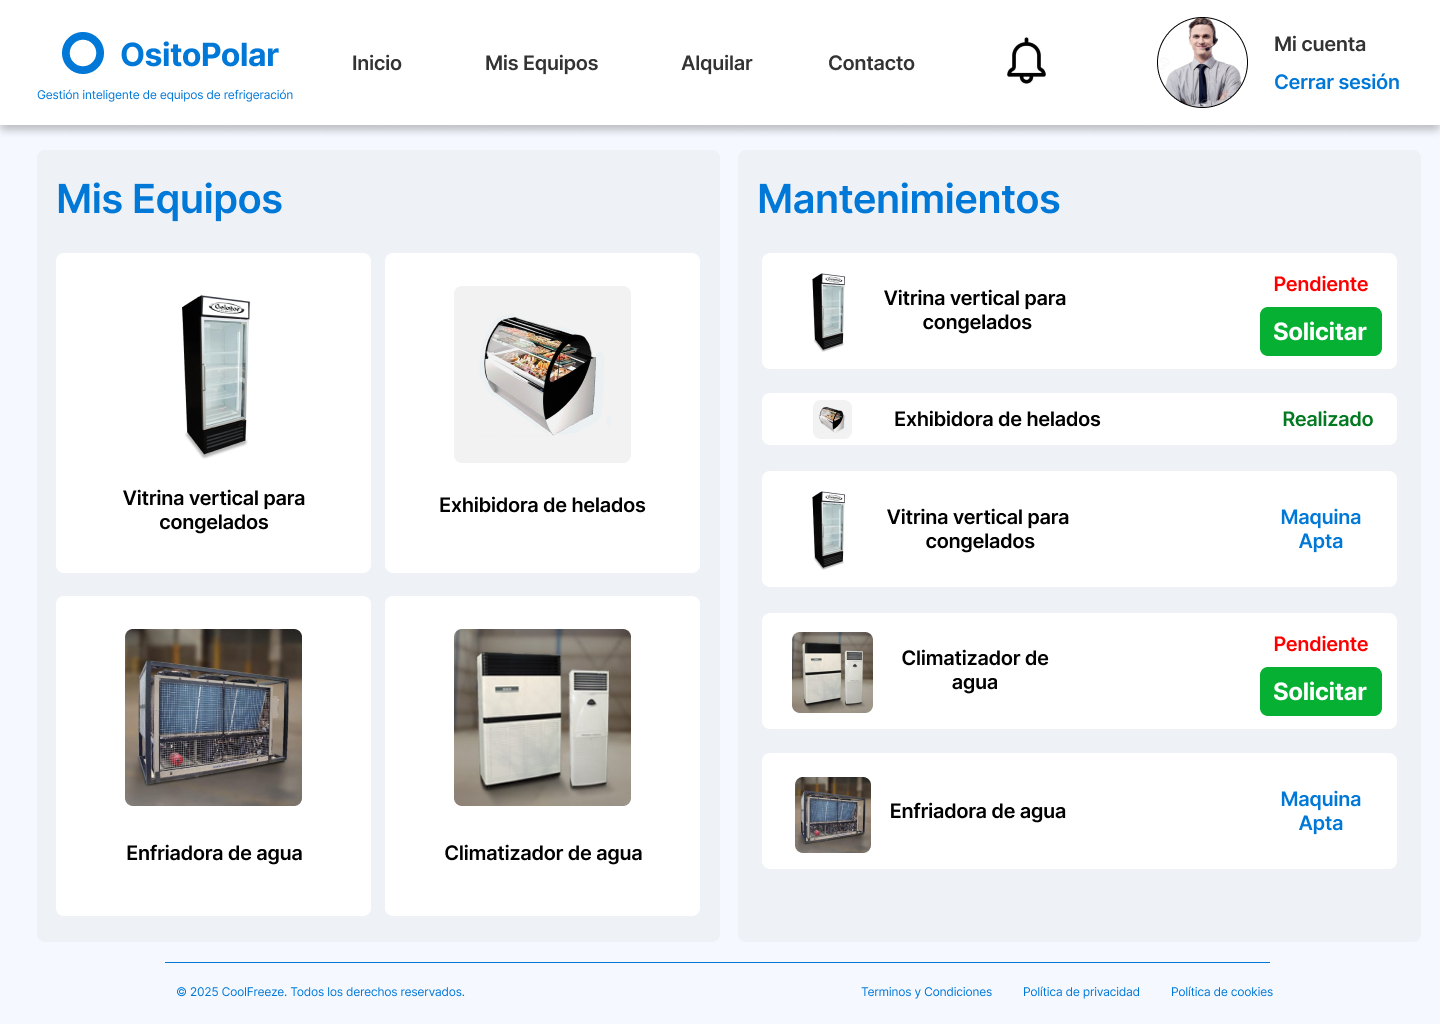 OsitoPolar
Gestión inteligente de equipos de refrigeración
Inicio
Mis Equipos
Alquilar
Contacto
Mi cuenta
Cerrar sesión
Mis Equipos
Vitrina vertical para
congelados
Exhibidora de helados
Enfriadora de agua
Climatizador de agua
Mantenimientos
Vitrina vertical para
congelados
Pendiente
Solicitar
Exhibidora de helados
Realizado
Vitrina vertical para
congelados
Maquina
Apta
Climatizador de
agua
Pendiente
Solicitar
Enfriadora de agua
Maquina
Apta
© 2025 CoolFreeze. Todos los derechos reservados.
Terminos y Condiciones
Política de privacidad
Política de cookies